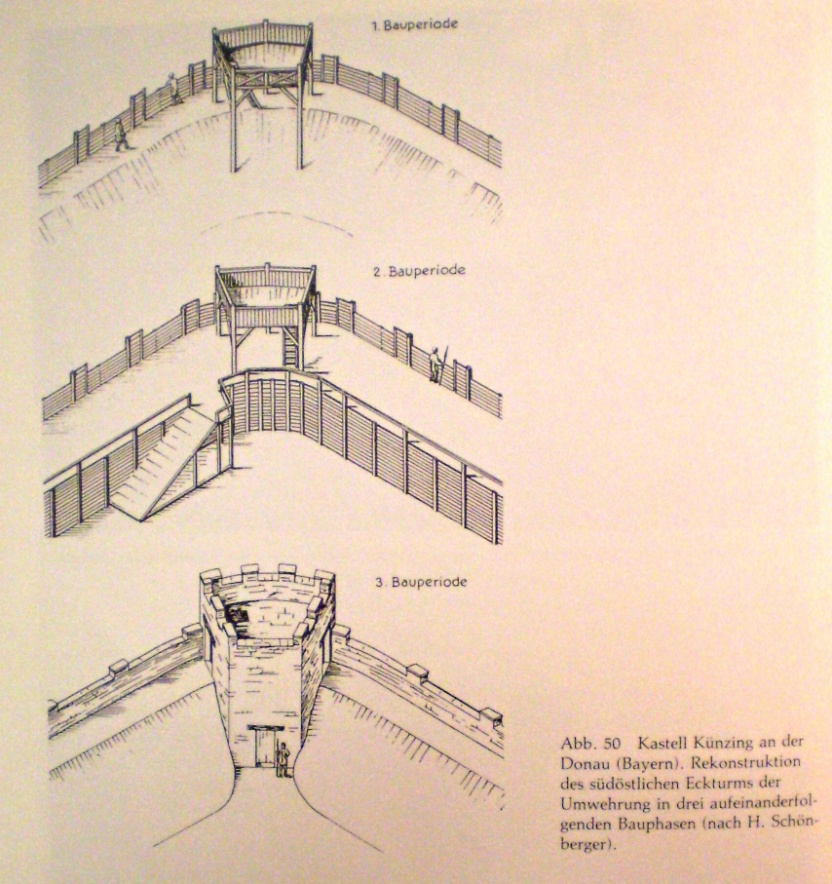 1. Bauperiode
2. Bauperiode
3. Bauperiode
Abb. 50 Kastell Künzing an der
Donau (Bayern). Rekonstruktion
des südöstlichen Eckturms der
Umwehrung in drei aufeinanderfol-
genden Bauphasen (nach H. Schön-
berger).